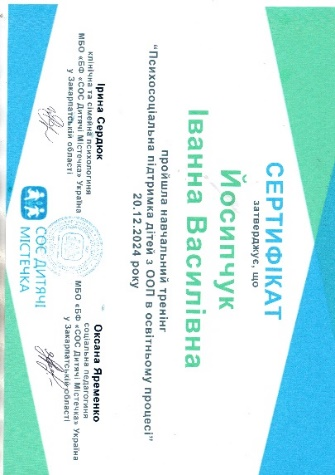 СЕРТИФІКАТ
затверджує, що
Йосипчук
Іванна Василівна
пройшла навчальний тренінг
“Психосоціальна підтримка дітей з ООП в освітньому процесі”
20.12.2024 року
Ірина Сердюк
клінічна та сімейна психологиня
МБО «БФ «СОС Дитячі Містечка» Україна
у Закарпатській області
СОС ДИТЯЧІ
МІСТЕЧКА
Оксана Яременко
соціальна педагогиня
МБО «БФ «СОС Дитячі Містечка» Україна
у Закарпатській області